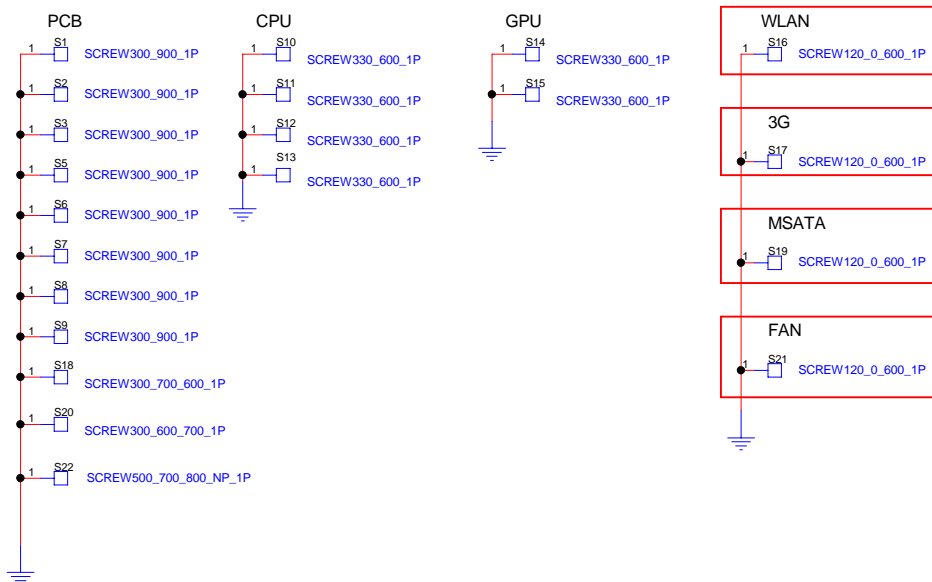 PCB
1 S1 SCREW300_900_1P
1 S2 SCREW300_900_1P
1 S3 SCREW300_900_1P
1 S5 SCREW300_900_1P
1 S6 SCREW300_900_1P
1 S7 SCREW300_900_1P
1 S8 SCREW300_900_1P
1 S9 SCREW300_900_1P
1 S18 SCREW300_700_600_1P
1 S20 SCREW300_600_700_1P
1 S22 SCREW500_700_800_NP_1P
CPU
1 S10 SCREW330_600_1P
1 S11 SCREW330_600_1P
1 S12 SCREW330_600_1P
1 S13 SCREW330_600_1P
GPU
1 S14 SCREW330_600_1P
1 S15 SCREW330_600_1P
WLAN
1 S16 SCREW120_0_600_1P
3G
1 S17 SCREW120_0_600_1P
MSATA
1 S19 SCREW120_0_600_1P
FAN
1 S21 SCREW120_0_600_1P